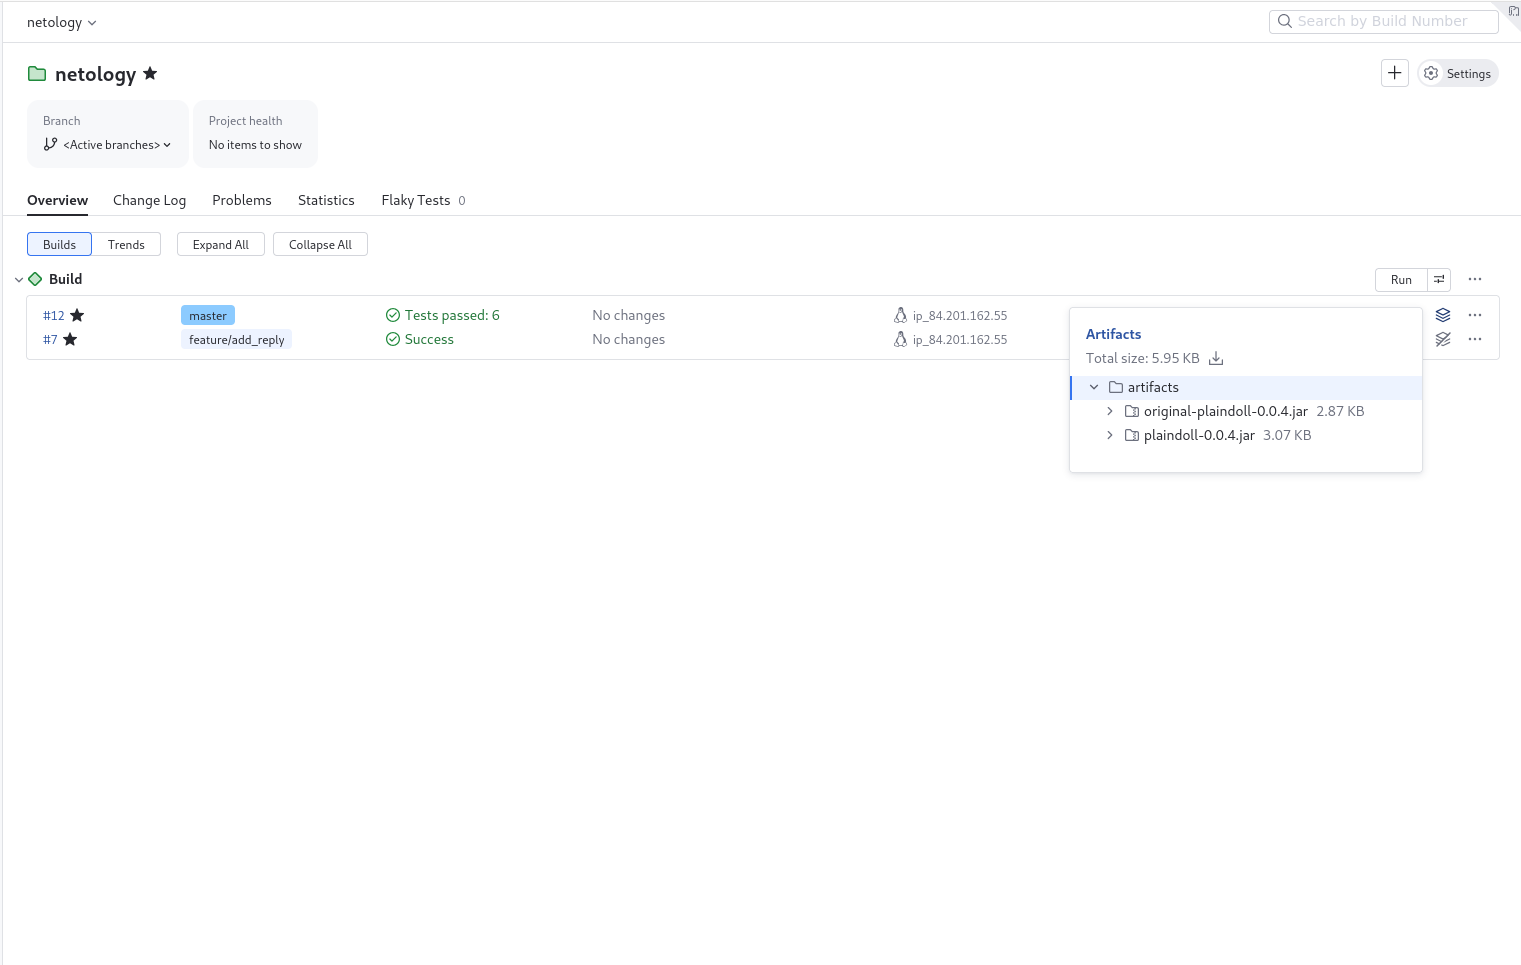 netology
Search by Build Number
netology
Settings
Branch
<Active branches>
Project health
No items to show
Overview Change Log Problems Statistics Flaky Tests 0
Builds Trends Expand All Collapse All
Build
Run
#12 master Tests passed: 6 No changes ip_84.201.162.55
#7 feature/add_reply Success No changes ip_84.201.162.55
Artifacts
Total size: 5.95 KB
artifacts
original-plaindoll-0.0.4.jar 2.87 KB
plaindoll-0.0.4.jar 3.07 KB